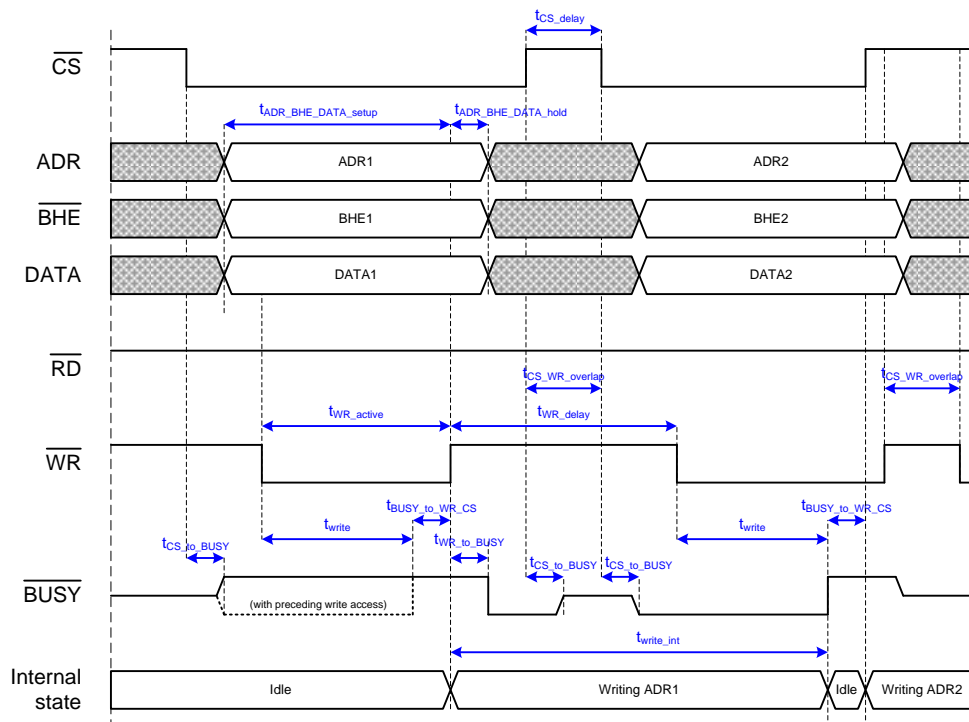 tCS_delay
CS
tADR_BHE_DATA_setup tADR_BHE_DATA_hold
ADR ADR1 ADR2
BHE BHE1 BHE2
DATA DATA1 DATA2
RD
tCS_WR_overlap tCS_WR_overlap
tWR_active tWR_delay
WR
tBUSY_to_WR_CS tBUSY_to_WR_CS
twrite twrite
tCS_to_BUSY tWR_to_BUSY tCS_to_BUSY tCS_to_BUSY
BUSY (with preceding write access)
twrite_int
Internal
state Idle Writing ADR1 Idle Writing ADR2